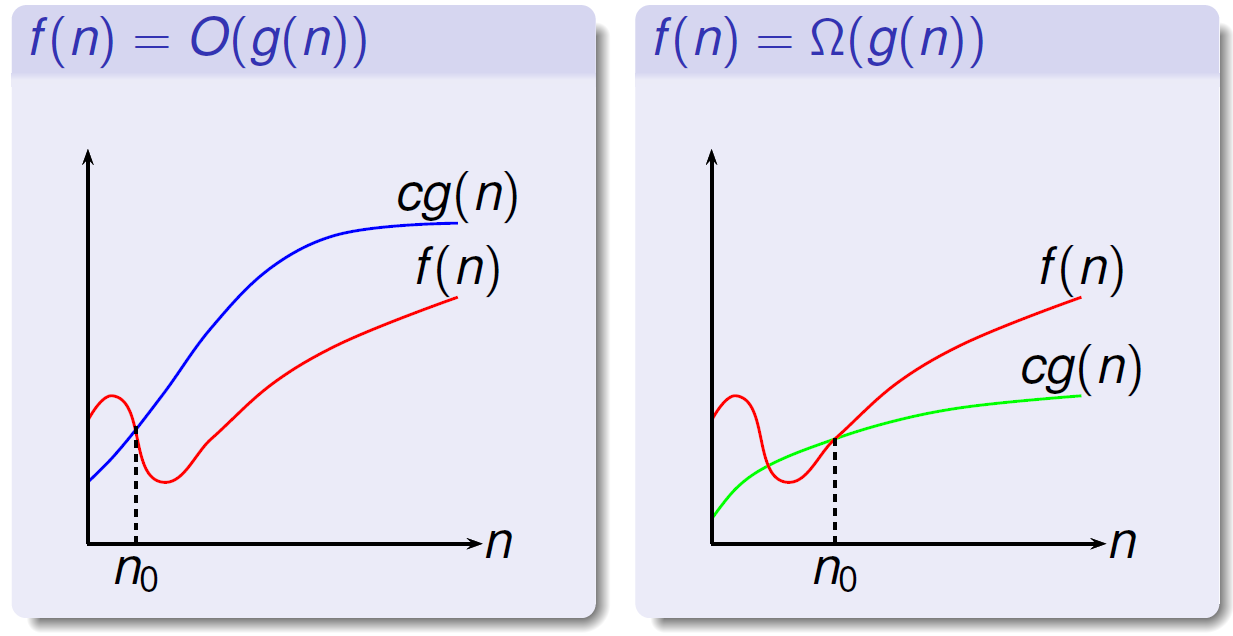 f(n) = O(g(n))
cg(n)
f(n)
n
n₀
f(n) = Ω(g(n))
f(n)
cg(n)
n
n₀